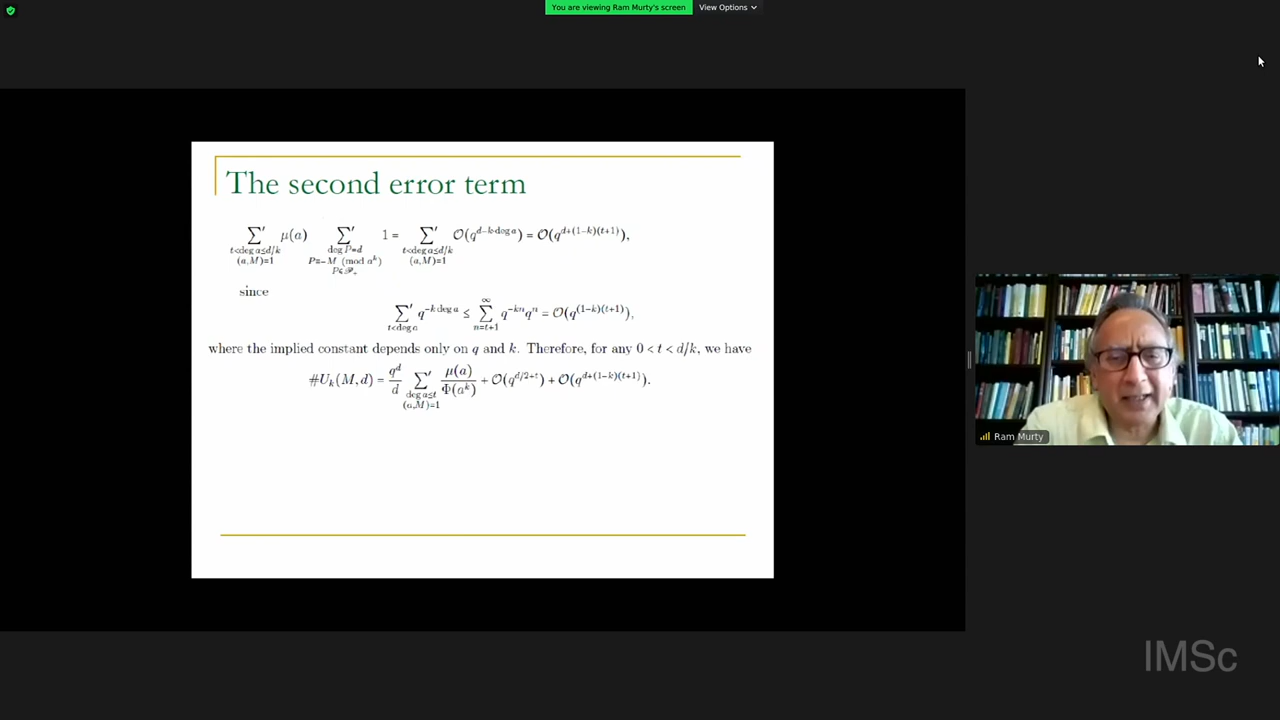 You are viewing Ram Murty's screen View Options
The second error term
∑′ μ(a) ∑′ 1 = ∑′ O(q^{d−k·deg a}) = O(q^{d+(1−k)(t+1)}),
t<deg a≤d/k deg P=d t<deg a≤d/k
(a,M)=1 P≡−M (mod a^k) (a,M)=1
P∈𝒫₊
since
∑′ q^{−k deg a} ≤ ∑ q^{−kn}q^n = O(q^{(1−k)(t+1)}),
t<deg a n=t+1 ∞
where the implied constant depends only on q and k. Therefore, for any 0 < t < d/k, we have
#U_k(M, d) = q^d/d ∑′ μ(a)/Φ(a^k) + O(q^{d/2+t}) + O(q^{d+(1−k)(t+1)}).
deg a≤t
(a,M)=1
Ram Murty
IMSc